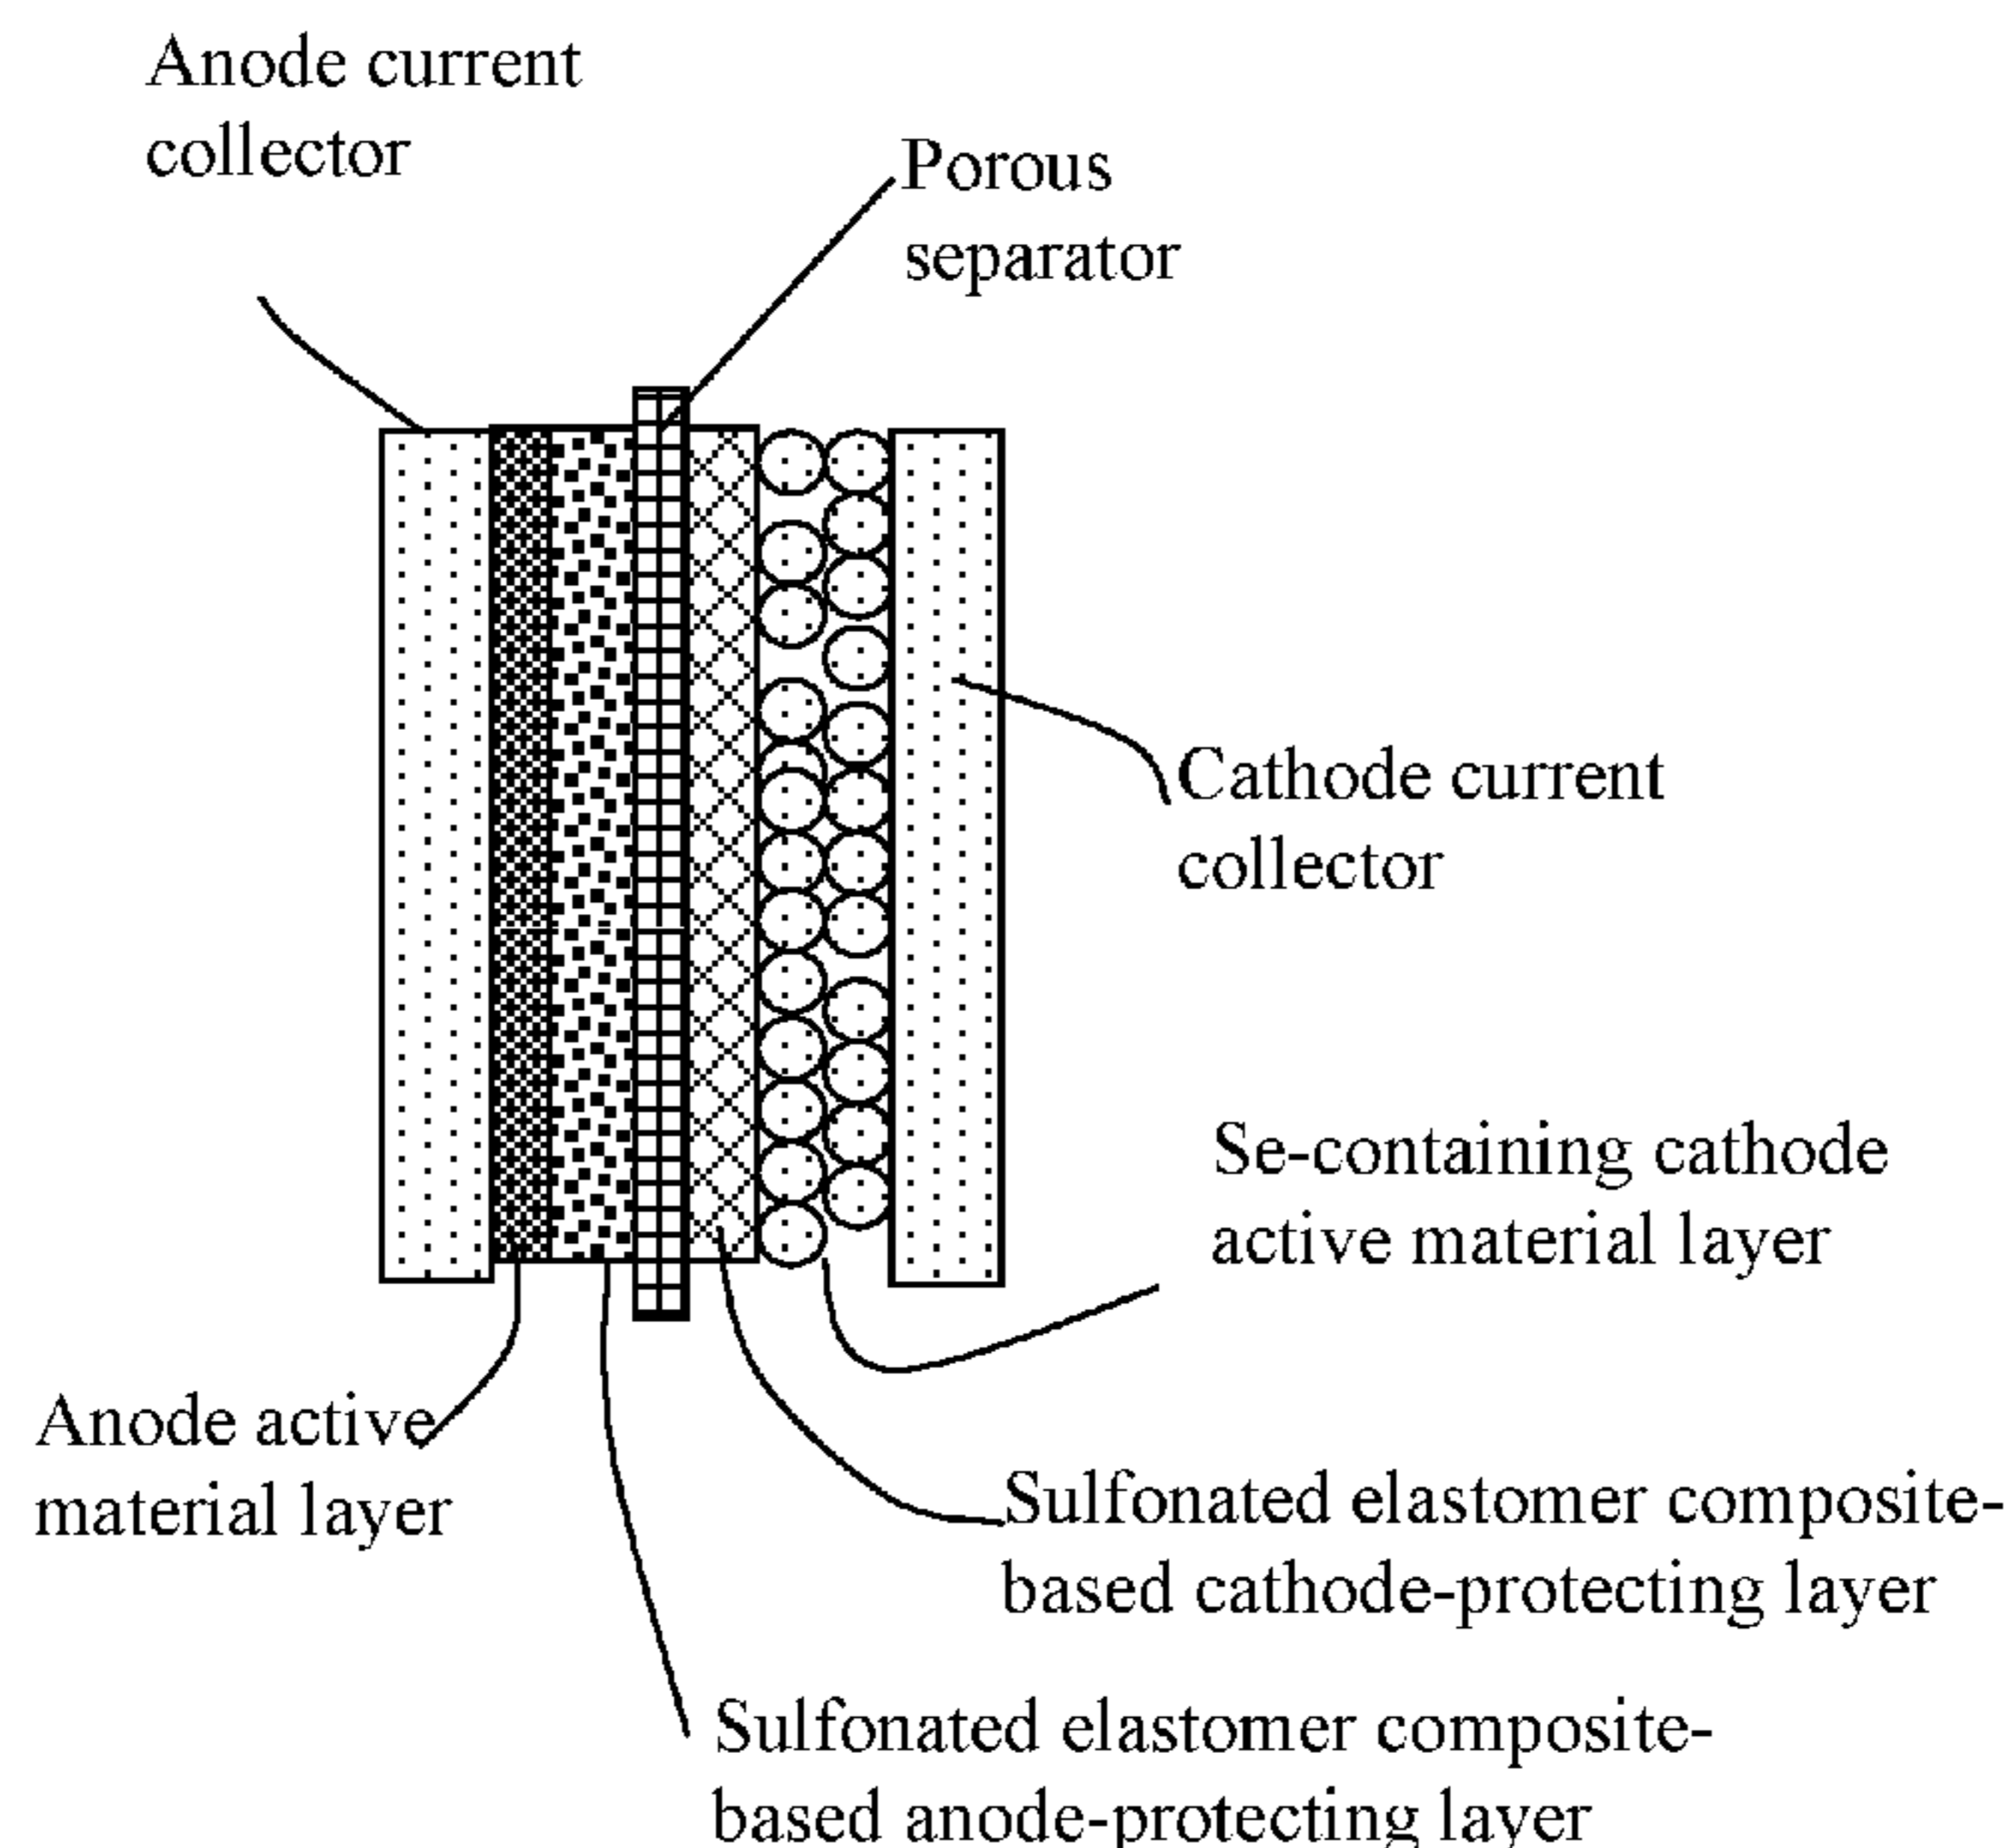 Anode current
collector
Porous
separator
Cathode current
collector
Se-containing cathode
active material layer
Anode active
material layer
Sulfonated elastomer composite-
based cathode-protecting layer
Sulfonated elastomer composite-
based anode-protecting layer